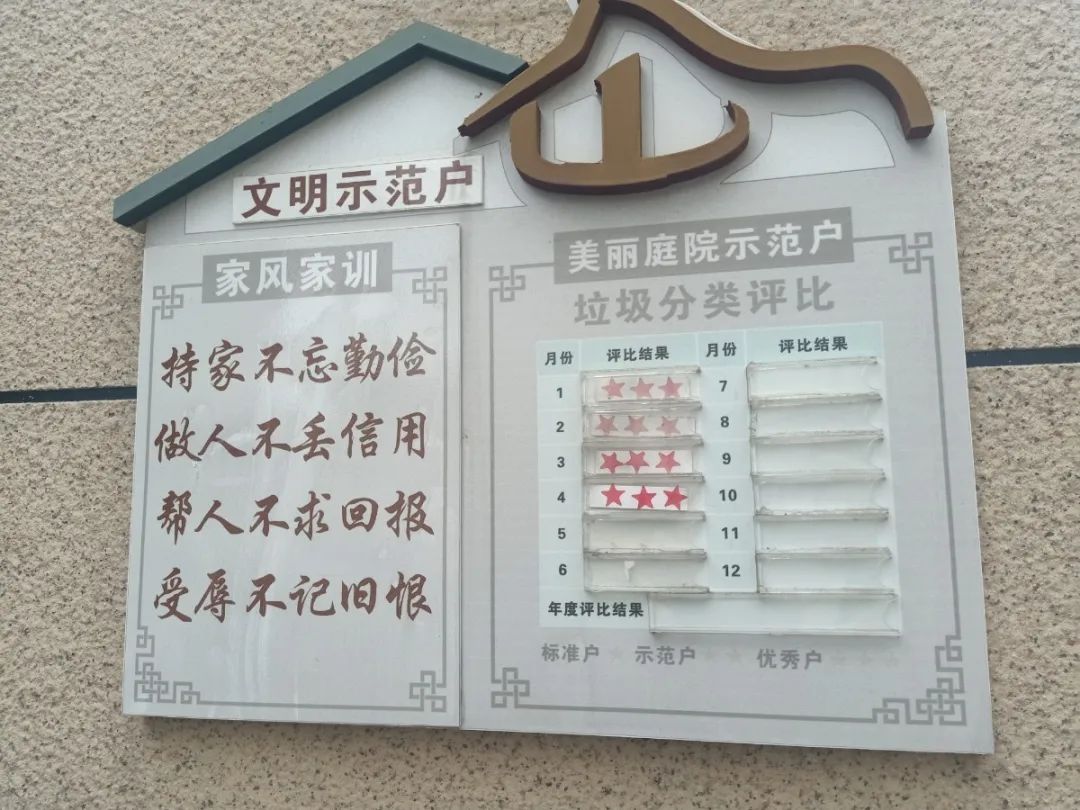 文明示范户
家风家训
持家不忘勤俭
做人不丢信用
帮人不求回报
受辱不记旧恨
美丽庭院示范户
垃圾分类评比
月份 评比结果 月份 评比结果
1 ★★★ 7
2 ★★★ 8
3 ★★★ 9
4 ★★★ 10
5 11
6 12
年度评比结果
标准户 ★ 示范户 ★★ 优秀户 ★★★